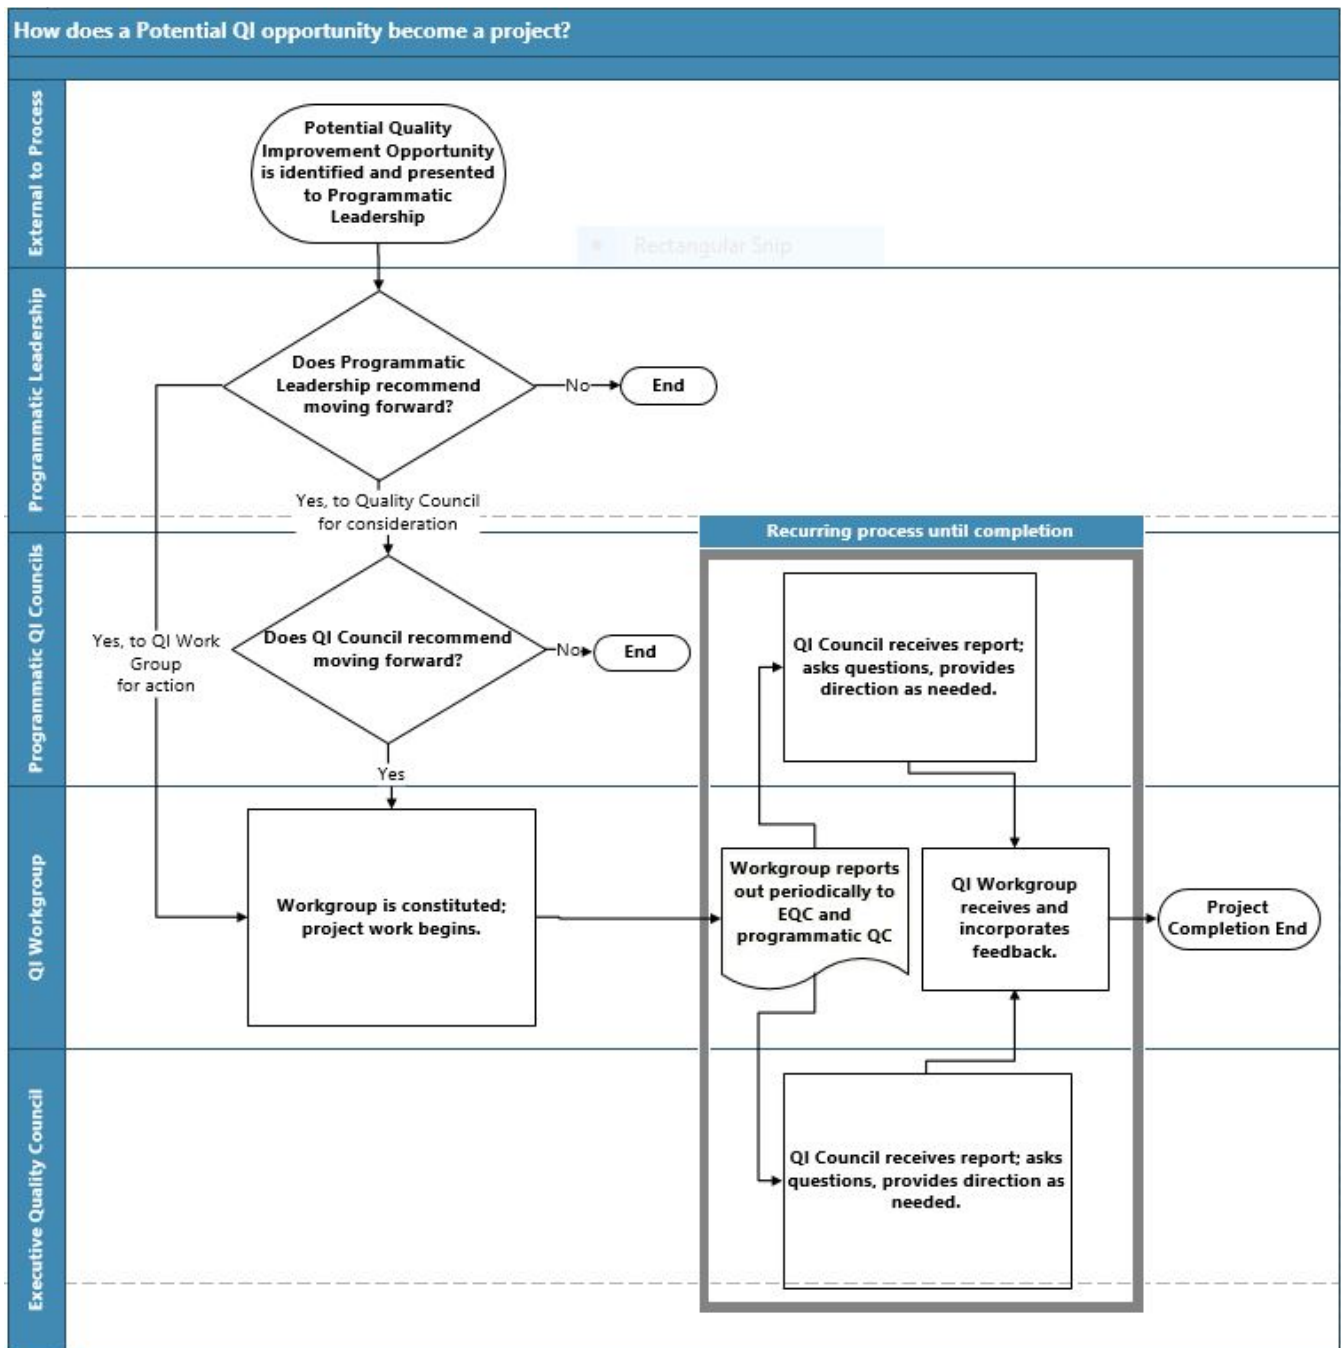 How does a Potential QI opportunity become a project?
External to Process
Potential Quality
Improvement Opportunity
is identified and presented
to Programmatic
Leadership
Rectangular Snip
Programmatic Leadership
Does Programmatic
Leadership recommend
moving forward?
No
End
Yes, to Quality Council
for consideration
Recurring process until completion
Programmatic QI Councils
Yes, to QI Work
Group
for action
Does QI Council recommend
moving forward?
No
End
QI Council receives report;
asks questions, provides
direction as needed.
Yes
QI Workgroup
Workgroup is constituted;
project work begins.
Workgroup reports
out periodically to
EQC and
programmatic QC
QI Workgroup
receives and
incorporates
feedback.
Project
Completion End
Executive Quality Council
QI Council receives report; asks
questions, provides direction as
needed.